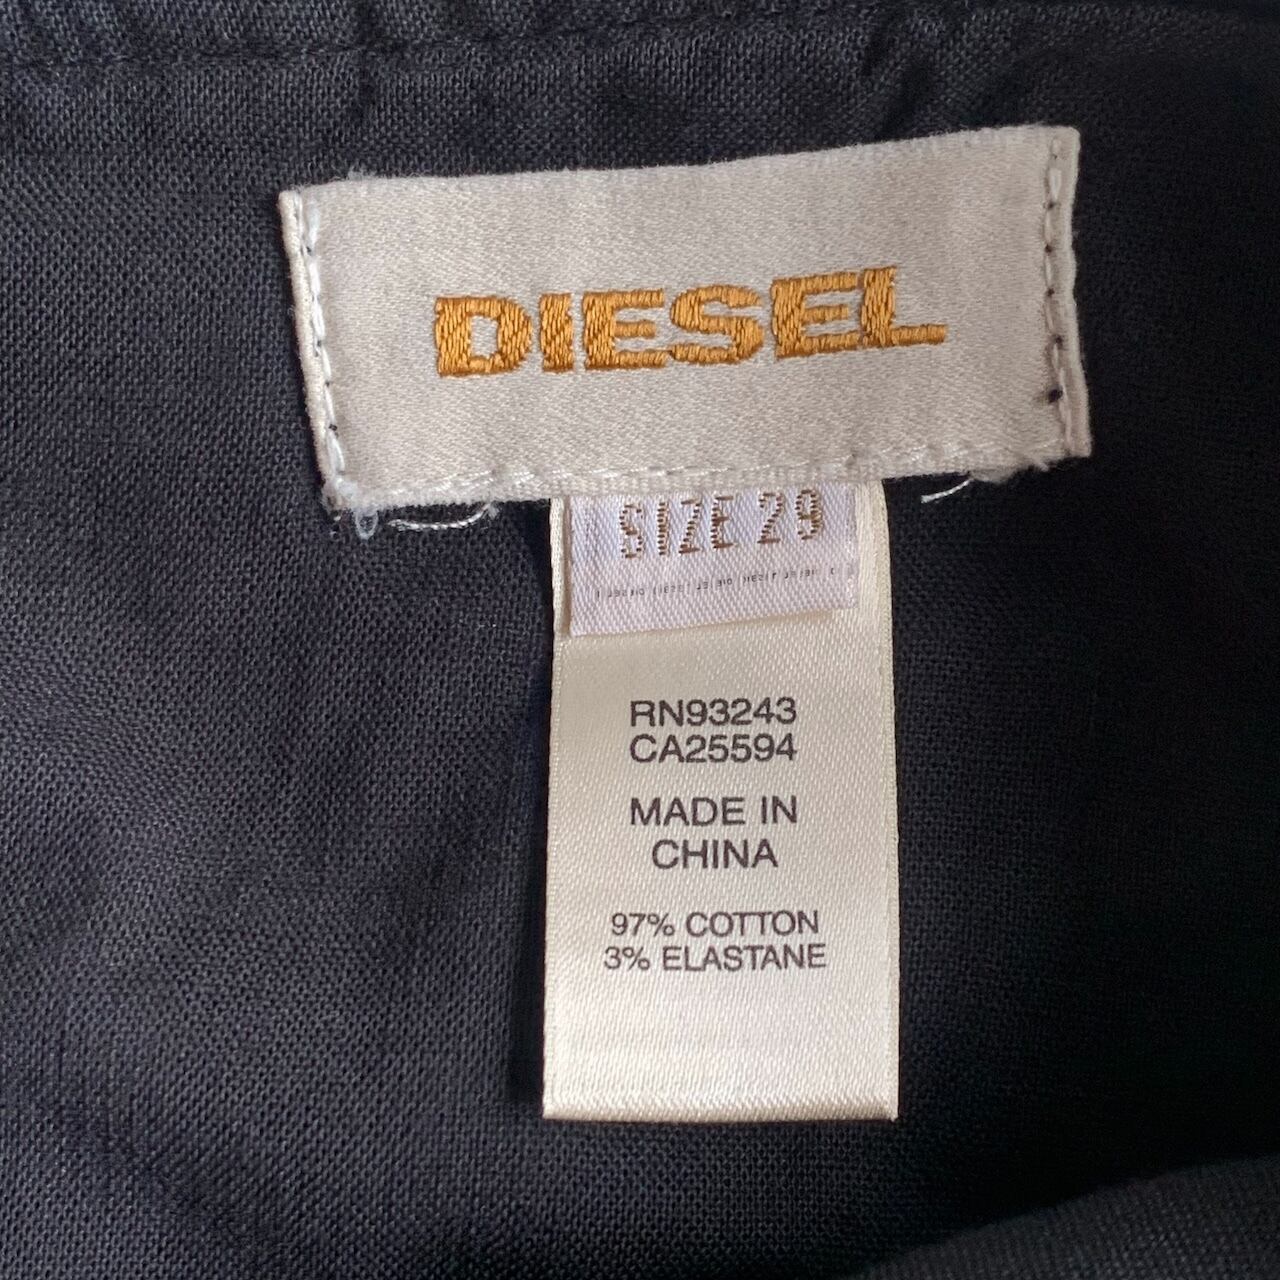 DIESEL
SIZE 29
RN93243
CA25594
MADE IN
CHINA
97% COTTON
3% ELASTANE